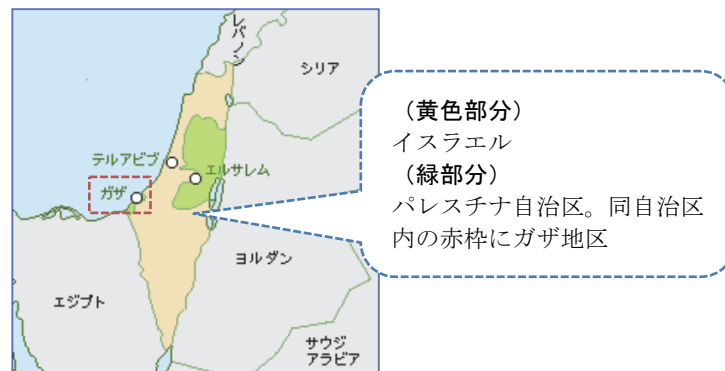 レバノン
シリア
テルアビブ
エルサレム
ガザ
ヨルダン
エジプト
サウジ
アラビア
（黄色部分）
イスラエル
（緑部分）
パレスチナ自治区。同自治区
内の赤枠にガザ地区